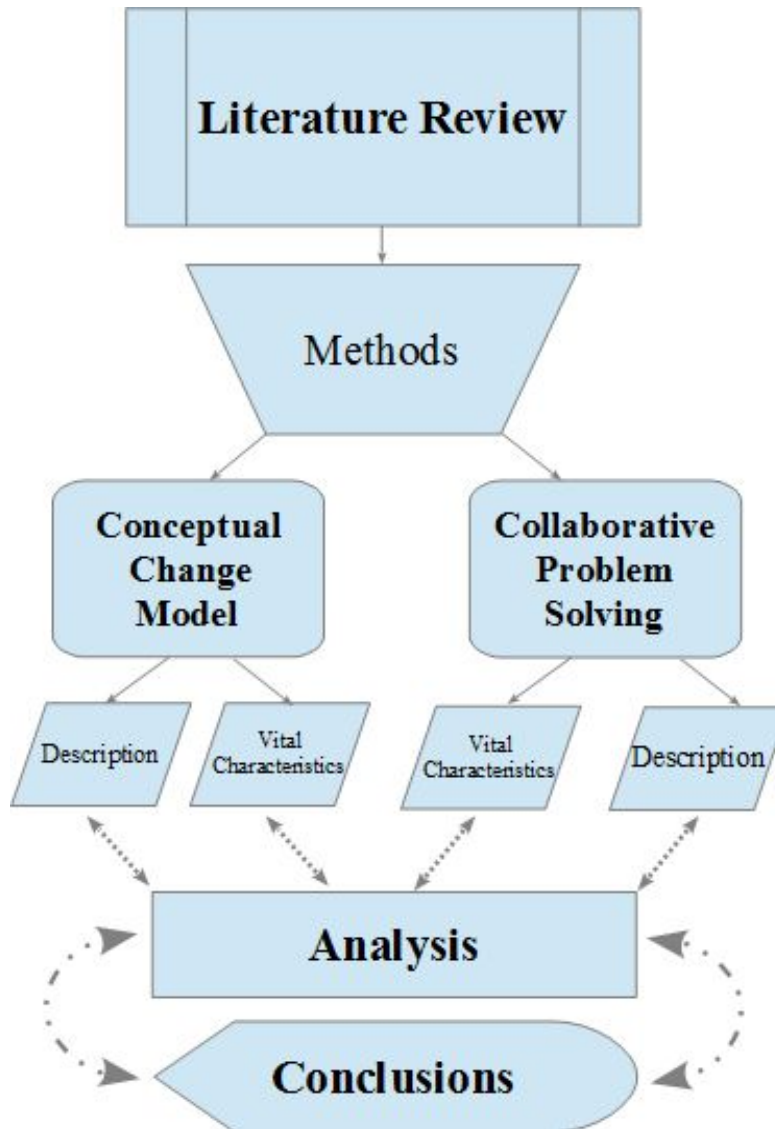 Literature Review
Methods
Conceptual
Change
Model
Collaborative
Problem
Solving
Description
Vital
Characteristics
Vital
Characteristics
Description
Analysis
Conclusions